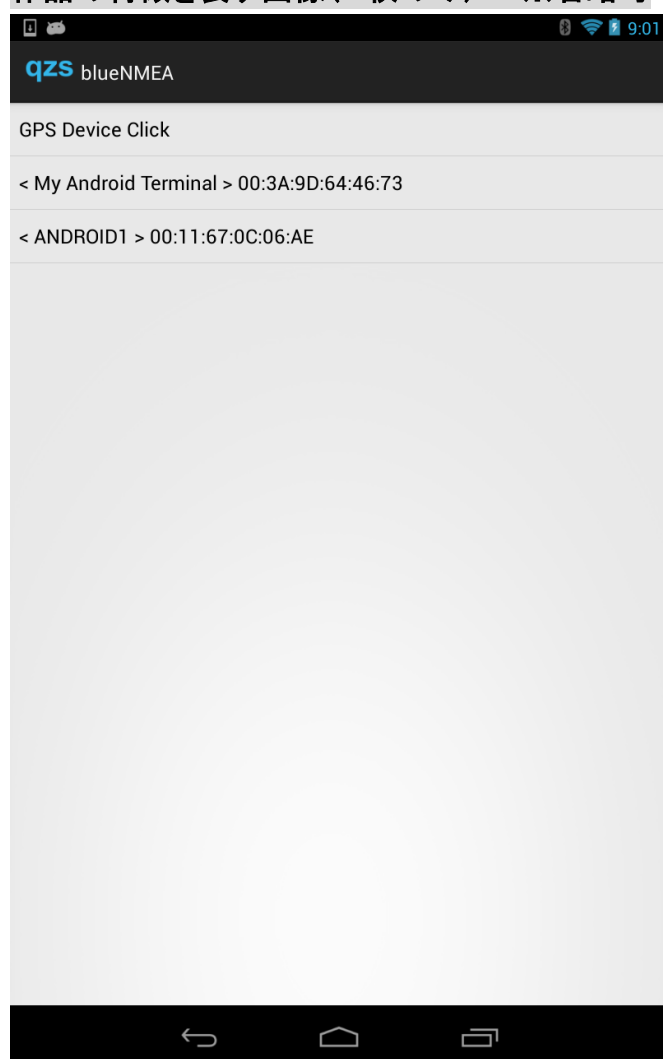 9:01
qzs blueNMEA
GPS Device Click
< My Android Terminal > 00:3A:9D:64:46:73
< ANDROID1 > 00:11:67:0C:06:AE